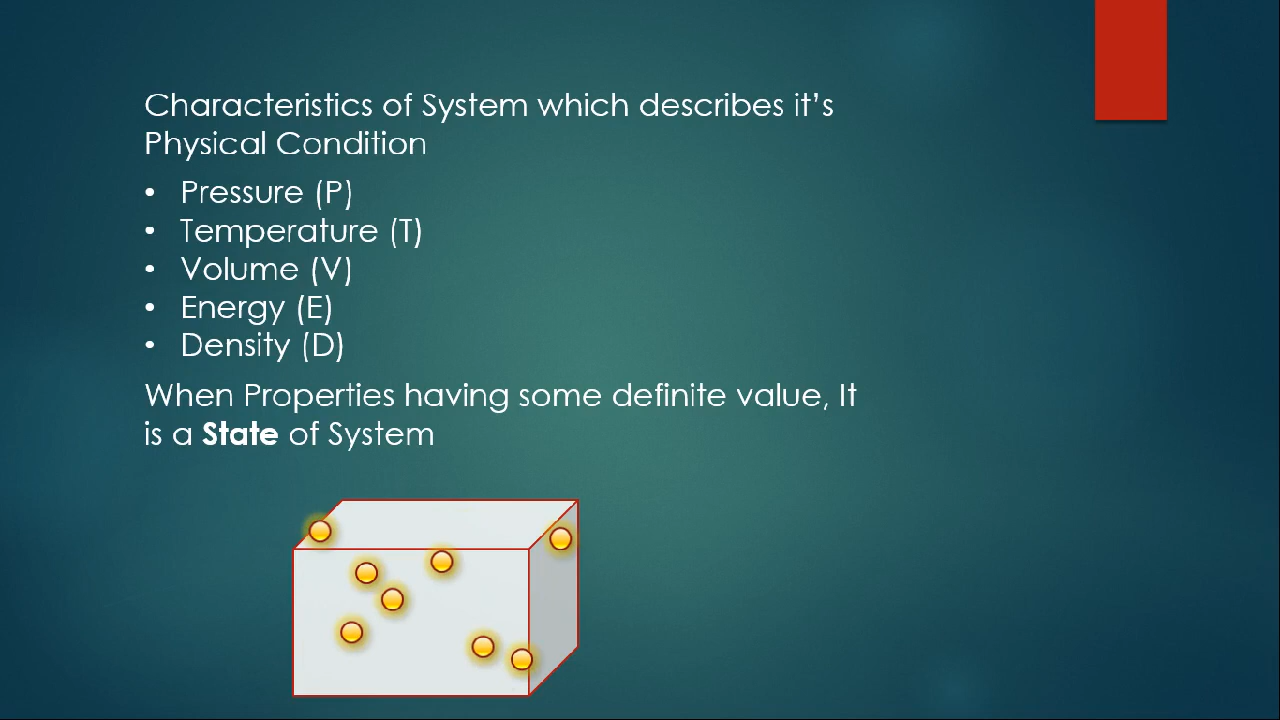 Characteristics of System which describes it’s
Physical Condition
• Pressure (P)
• Temperature (T)
• Volume (V)
• Energy (E)
• Density (D)
When Properties having some definite value, It
is a State of System